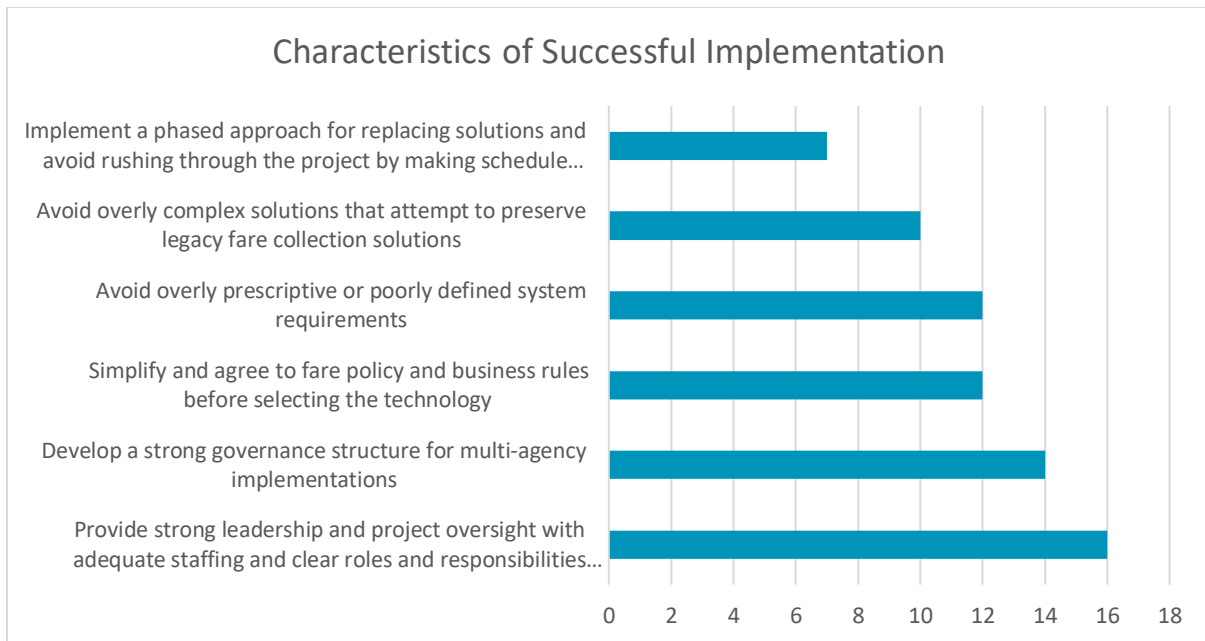 Characteristics of Successful Implementation
Implement a phased approach for replacing solutions and
avoid rushing through the project by making schedule...
Avoid overly complex solutions that attempt to preserve
legacy fare collection solutions
Avoid overly prescriptive or poorly defined system
requirements
Simplify and agree to fare policy and business rules
before selecting the technology
Develop a strong governance structure for multi-agency
implementations
Provide strong leadership and project oversight with
adequate staffing and clear roles and responsibilities...
0 2 4 6 8 10 12 14 16 18